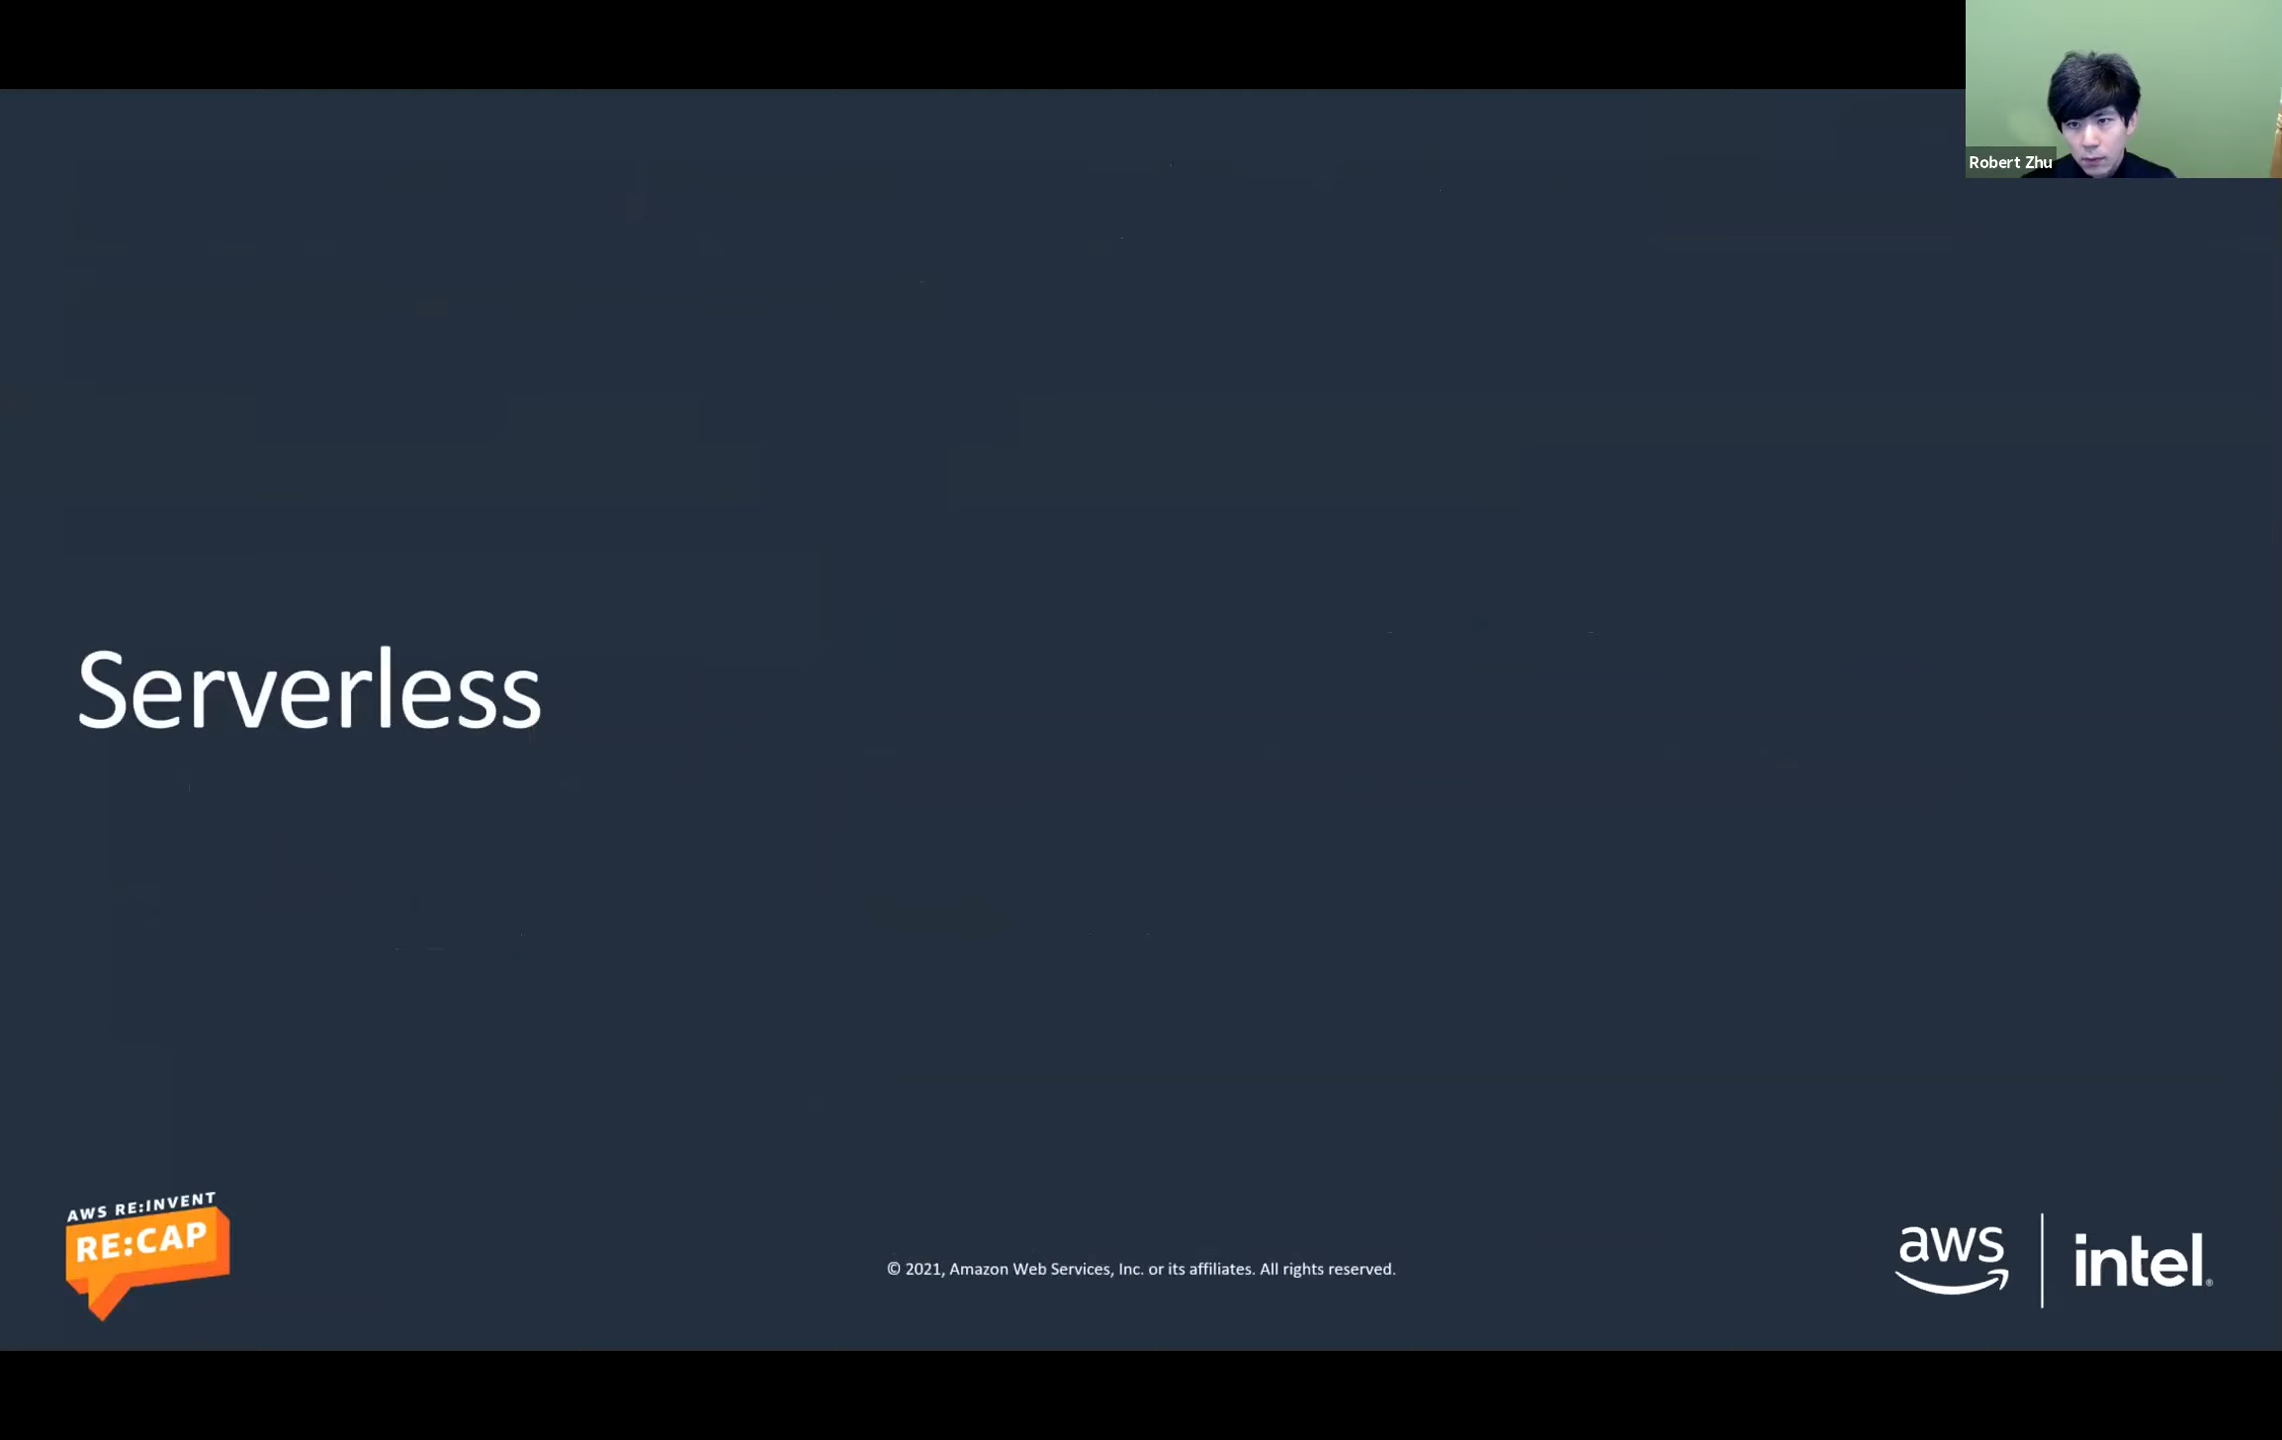 Robert Zhu
Serverless
AWS RE:INVENT
RE:CAP
© 2021, Amazon Web Services, Inc. or its affiliates. All rights reserved.
aws
intel®